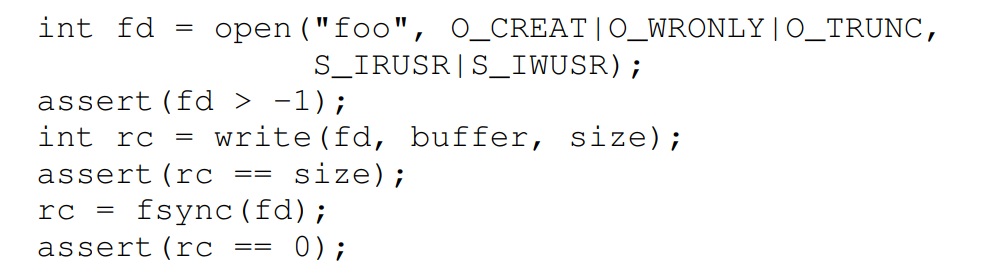 int fd = open("foo", O_CREAT|O_WRONLY|O_TRUNC,
S_IRUSR|S_IWUSR);
assert(fd > -1);
int rc = write(fd, buffer, size);
assert(rc == size);
rc = fsync(fd);
assert(rc == 0);